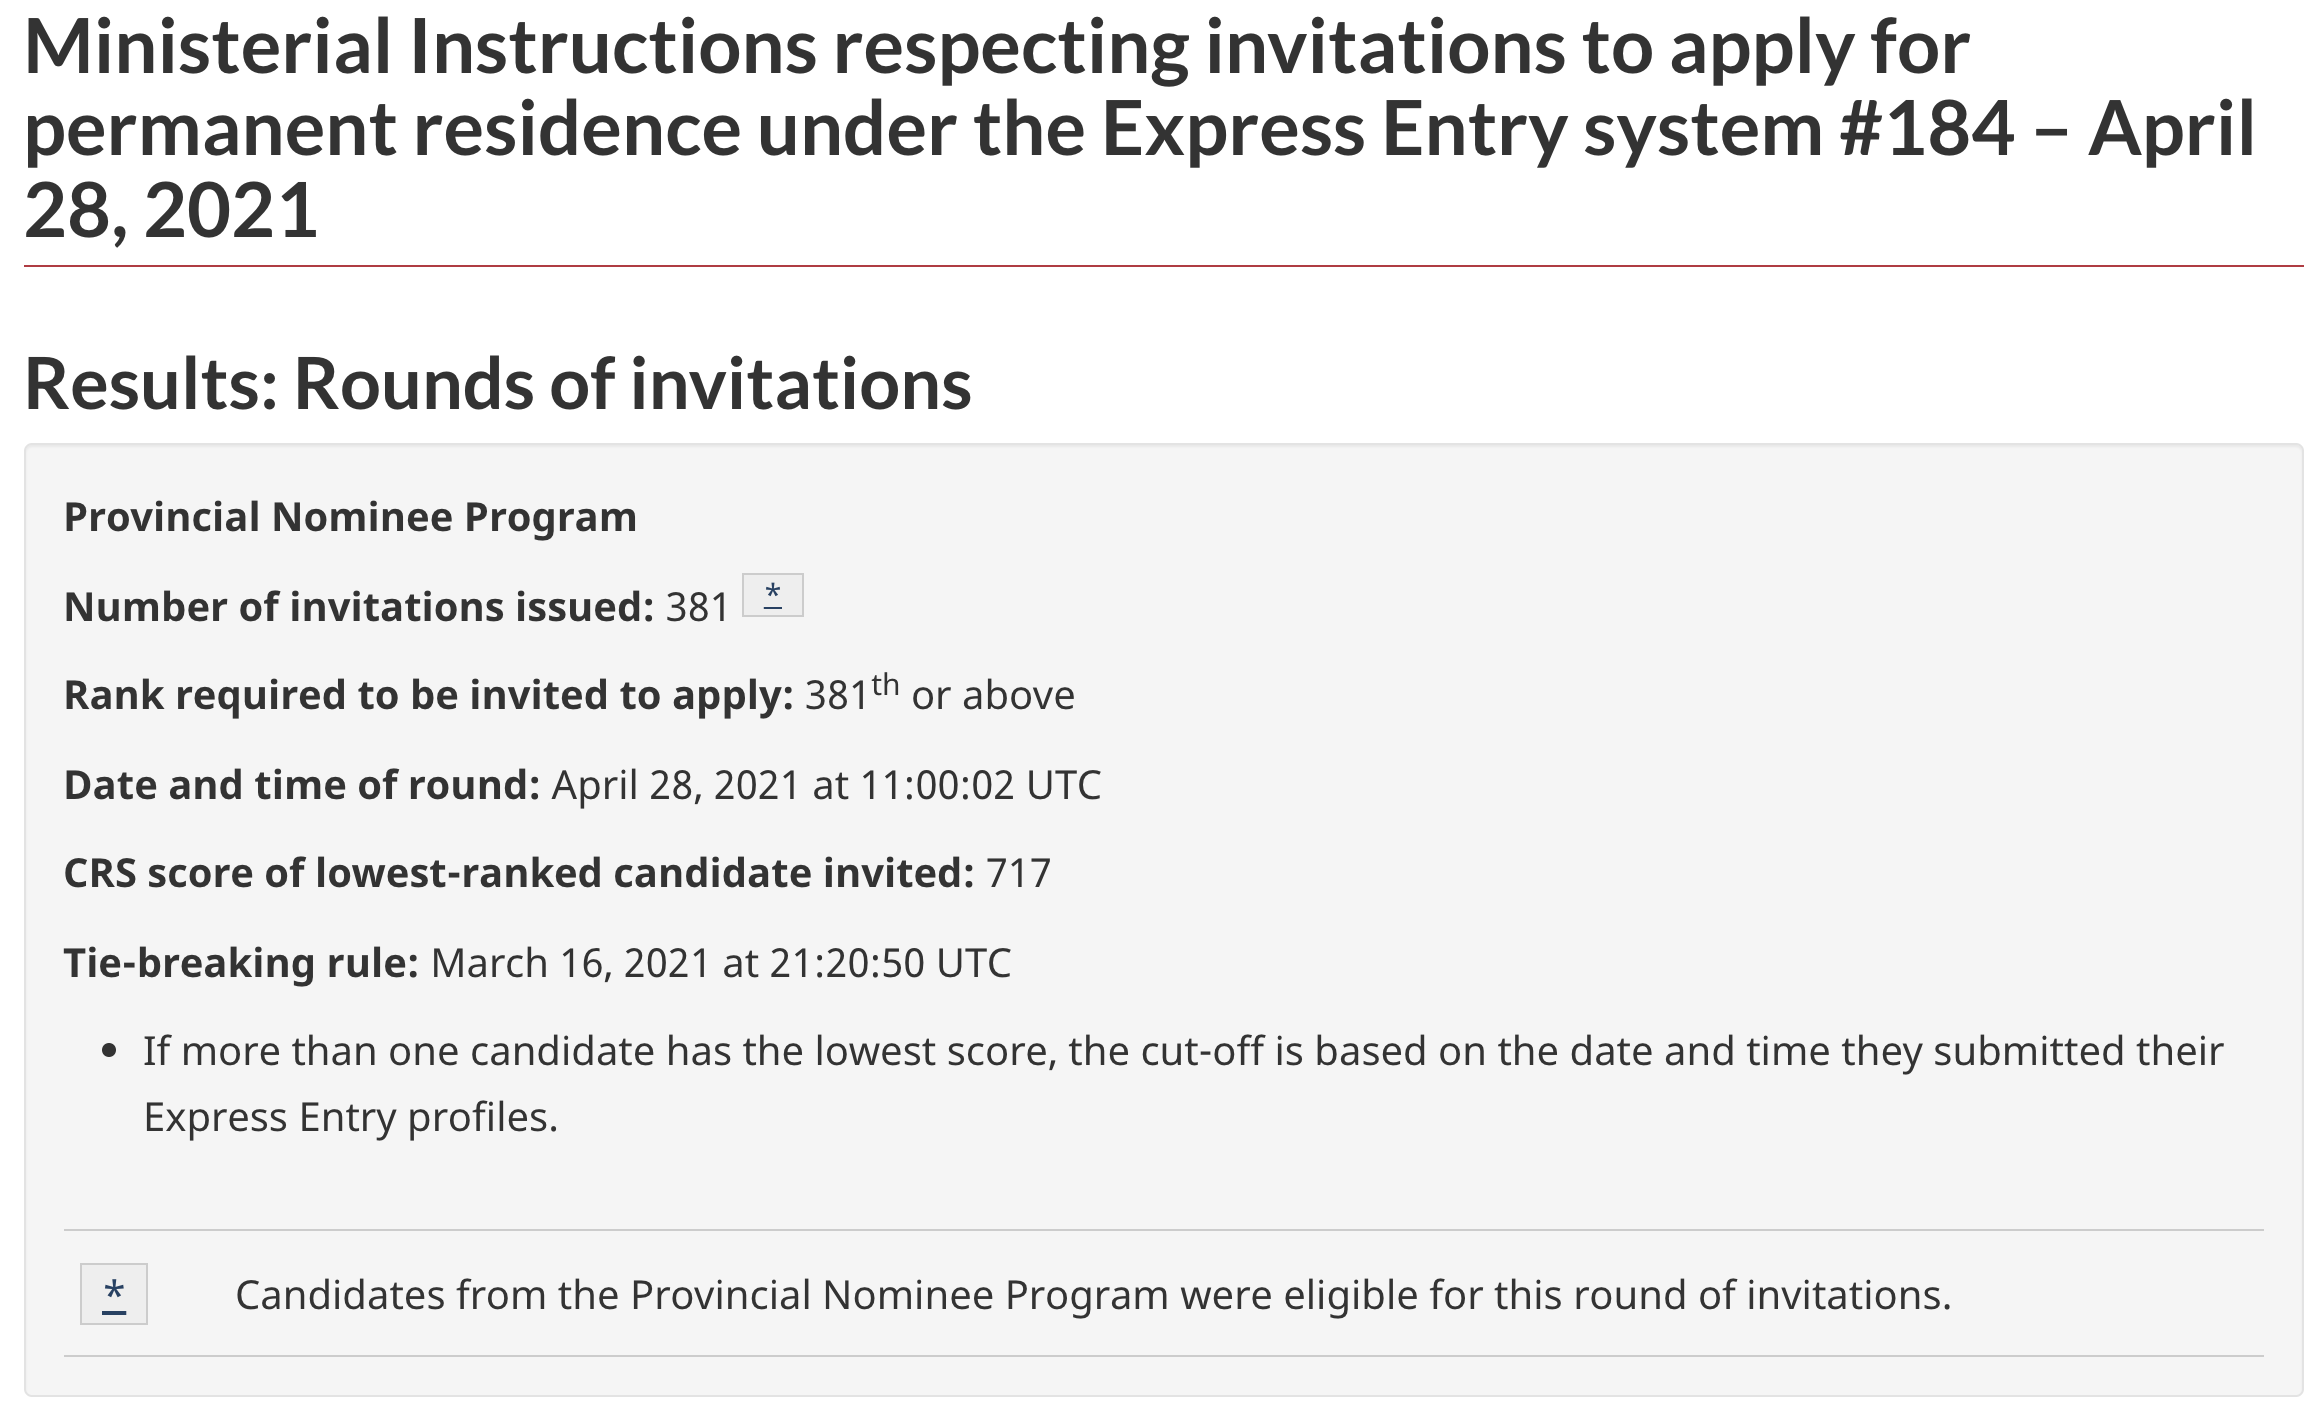 Ministerial Instructions respecting invitations to apply for
permanent residence under the Express Entry system #184 – April
28, 2021
Results: Rounds of invitations
Provincial Nominee Program
Number of invitations issued: 381 *
Rank required to be invited to apply: 381th or above
Date and time of round: April 28, 2021 at 11:00:02 UTC
CRS score of lowest-ranked candidate invited: 717
Tie-breaking rule: March 16, 2021 at 21:20:50 UTC
• If more than one candidate has the lowest score, the cut-off is based on the date and time they submitted their
Express Entry profiles.
* Candidates from the Provincial Nominee Program were eligible for this round of invitations.